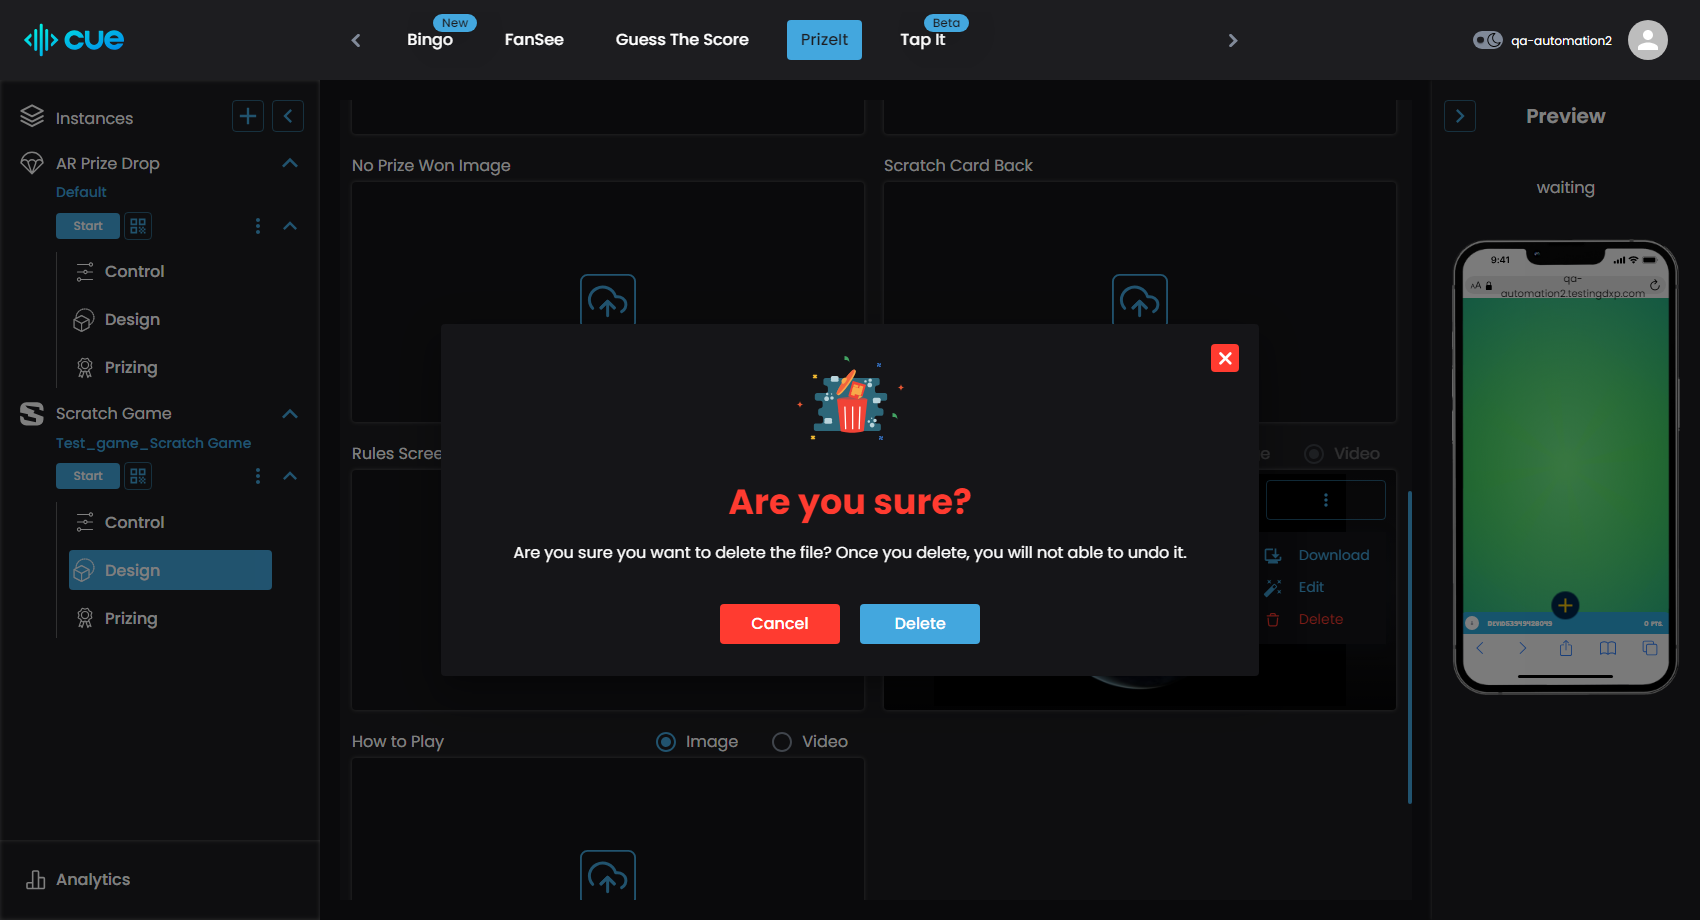 cue
New
Bingo
FanSee
Guess The Score
PrizeIt
Beta
Tap It
qa-automation2
Instances
AR Prize Drop
Default
Start
Control
Design
Prizing
Scratch Game
Test_game_Scratch Game
Start
Control
Design
Prizing
Analytics
No Prize Won Image
Scratch Card Back
Rules Scree
e
Video
Download
Edit
Delete
Are you sure?
Are you sure you want to delete the file? Once you delete, you will not able to undo it.
Cancel
Delete
How to Play
Image
Video
Preview
waiting
9:41
AA
qa-
automation2.testingdxp.com
0 PTS.